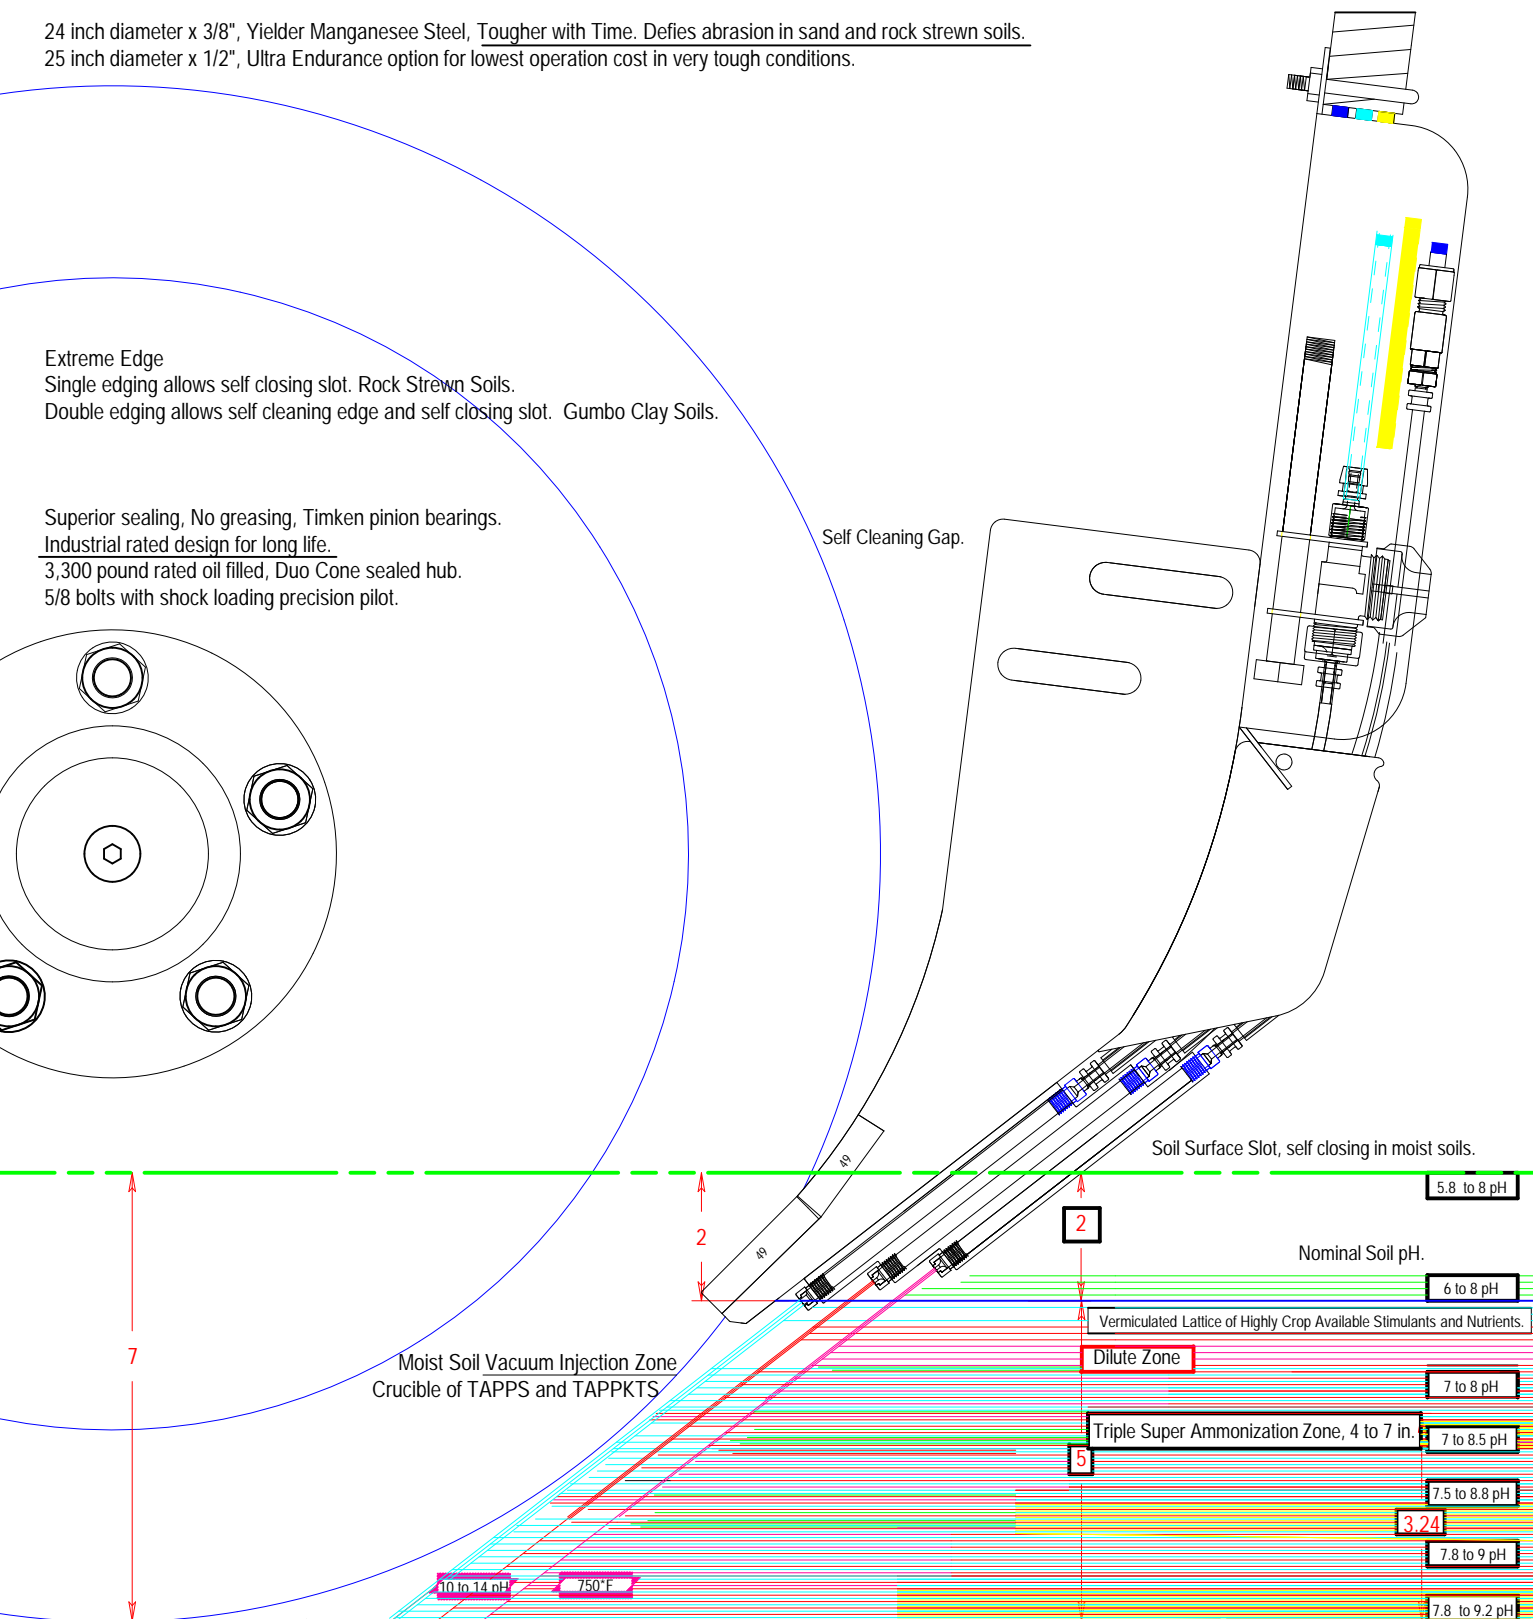 24 inch diameter x 3/8", Yielder Manganesee Steel, Tougher with Time. Defies abrasion in sand and rock strewn soils.
25 inch diameter x 1/2", Ultra Endurance option for lowest operation cost in very tough conditions.
Extreme Edge
Single edging allows self closing slot. Rock Strewn Soils.
Double edging allows self cleaning edge and self closing slot. Gumbo Clay Soils.
Superior sealing, No greasing, Timken pinion bearings.
Industrial rated design for long life.
3,300 pound rated oil filled, Duo Cone sealed hub.
5/8 bolts with shock loading precision pilot.
Self Cleaning Gap.
49
49
Soil Surface Slot, self closing in moist soils.
5.8 to 8 pH
2
2
Nominal Soil pH.
6 to 8 pH
Vermiculated Lattice of Highly Crop Available Stimulants and Nutrients.
7
Moist Soil Vacuum Injection Zone
Crucible of TAPPS and TAPPKTS
Dilute Zone
7 to 8 pH
Triple Super Ammonization Zone, 4 to 7 in.
7 to 8.5 pH
5
7.5 to 8.8 pH
3.24
7.8 to 9 pH
10 to 14 pH
750*F
7.8 to 9.2 pH